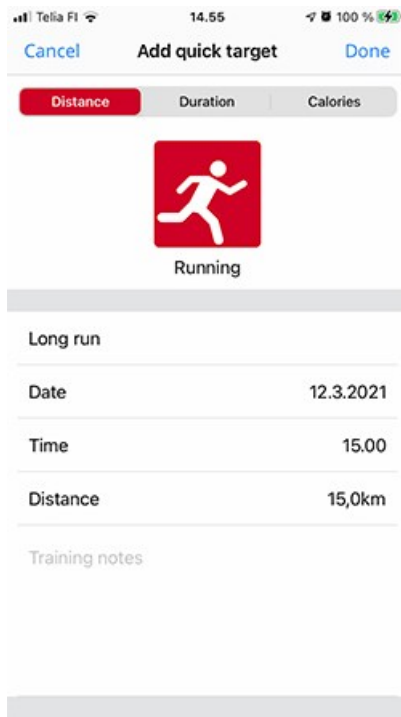 Telia FI 14.55 100 %
Cancel Add quick target Done
Distance Duration Calories
Running
Long run
Date 12.3.2021
Time 15.00
Distance 15,0km
Training notes